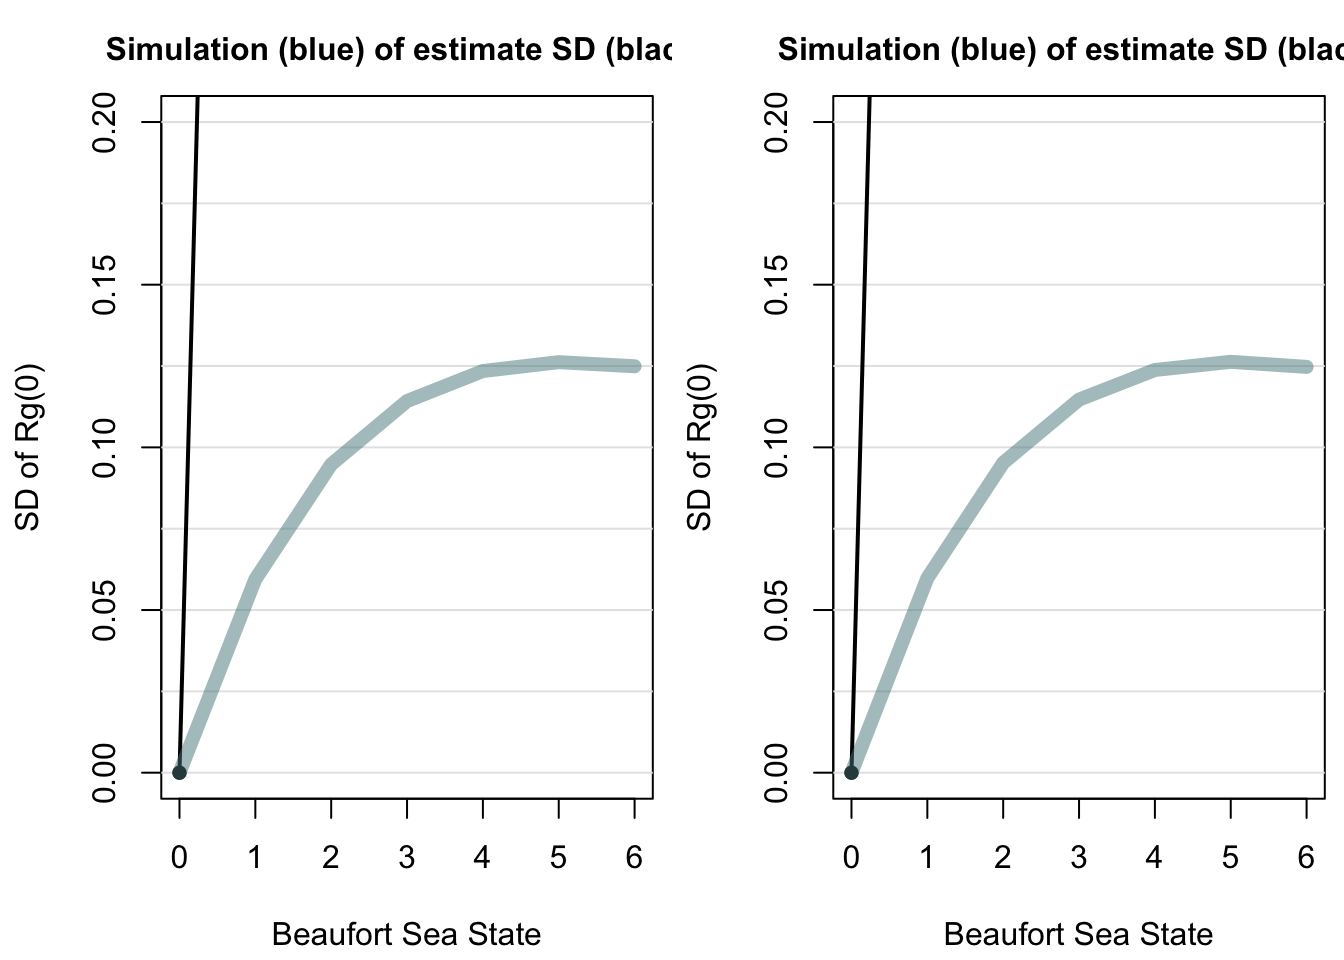 Simulation (blue) of estimate SD (blac
SD of Rg(0)
0.20
0.15
0.10
0.05
0.00
0 1 2 3 4 5 6
Beaufort Sea State
Simulation (blue) of estimate SD (blac
SD of Rg(0)
0.20
0.15
0.10
0.05
0.00
0 1 2 3 4 5 6
Beaufort Sea State